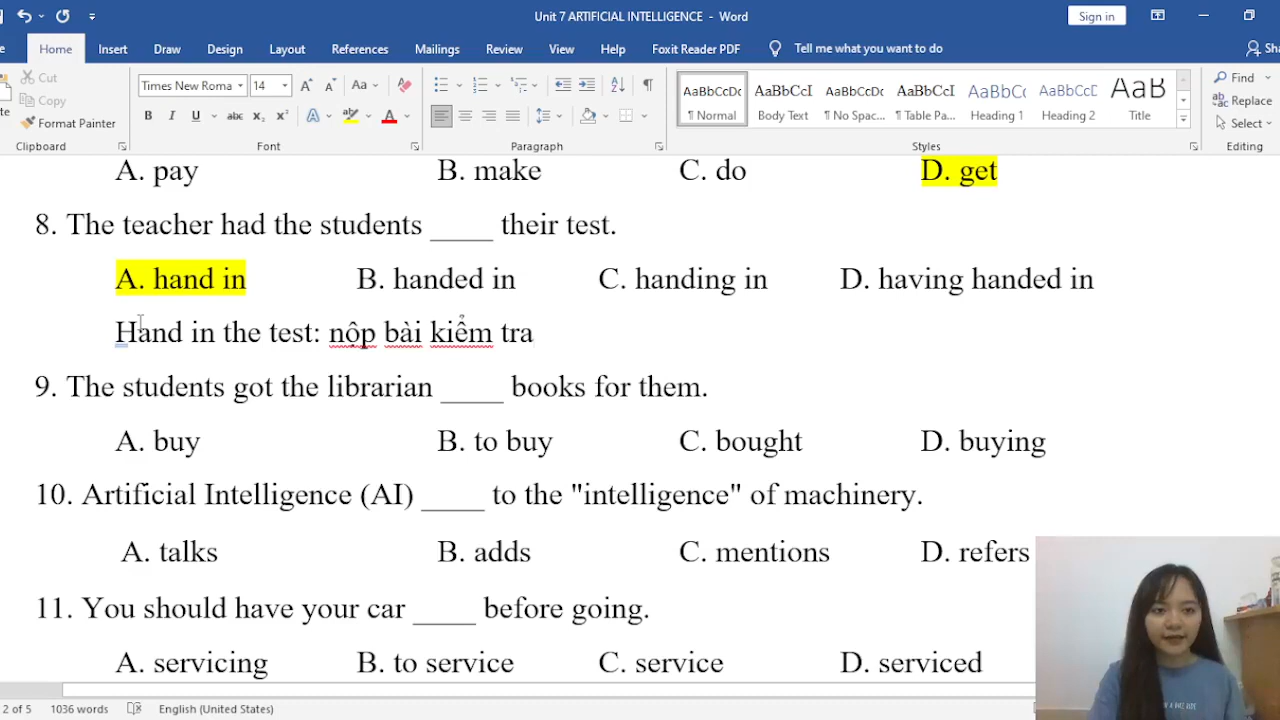 Unit 7 ARTIFICIAL INTELLIGENCE - Word
Sign in
Home Insert Draw Design Layout References Mailings Review View Help Foxit Reader PDF Tell me what you want to do
Cut
Copy
Format Painter
Clipboard
Times New Roma 14
Font
Paragraph
AaBbCcDc AaBbCcI AaBbCcDc AaBbCcI AaBbCc AaBbCcD AaB
¶ Normal Body Text ¶ No Spac... ¶ Table Pa... Heading 1 Heading 2 Title
Styles
Find
Replace
Select
Editing
A. pay B. make C. do D. get
8. The teacher had the students ____ their test.
A. hand in B. handed in C. handing in D. having handed in
Hand in the test: nộp bài kiểm tra
9. The students got the librarian ____ books for them.
A. buy B. to buy C. bought D. buying
10. Artificial Intelligence (AI) ____ to the "intelligence" of machinery.
A. talks B. adds C. mentions D. refers
11. You should have your car ____ before going.
A. servicing B. to service C. service D. serviced
2 of 5 1036 words English (United States)